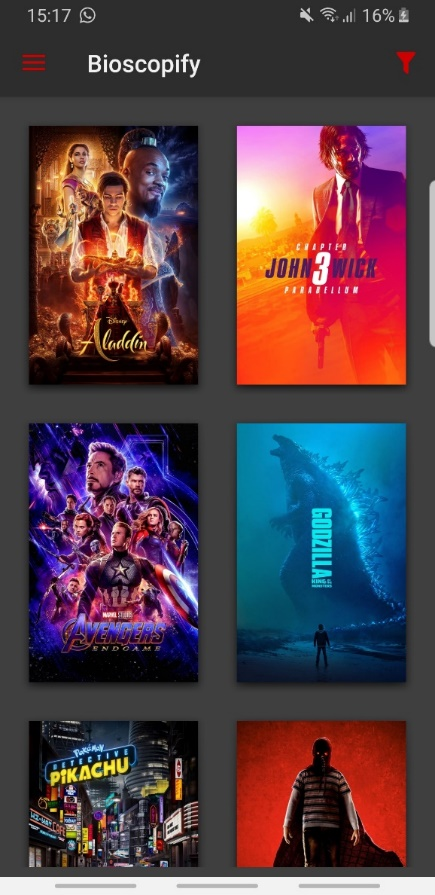 15:17
16%
Bioscopify
Disney
Aladdin
CHAPTER
JOHN 3 WICK
PARABELLUM
MARVEL STUDIOS
AVENGERS
ENDGAME
GODZILLA
KING OF THE
MONSTERS
POKÉMON
DETECTIVE
PIKACHU